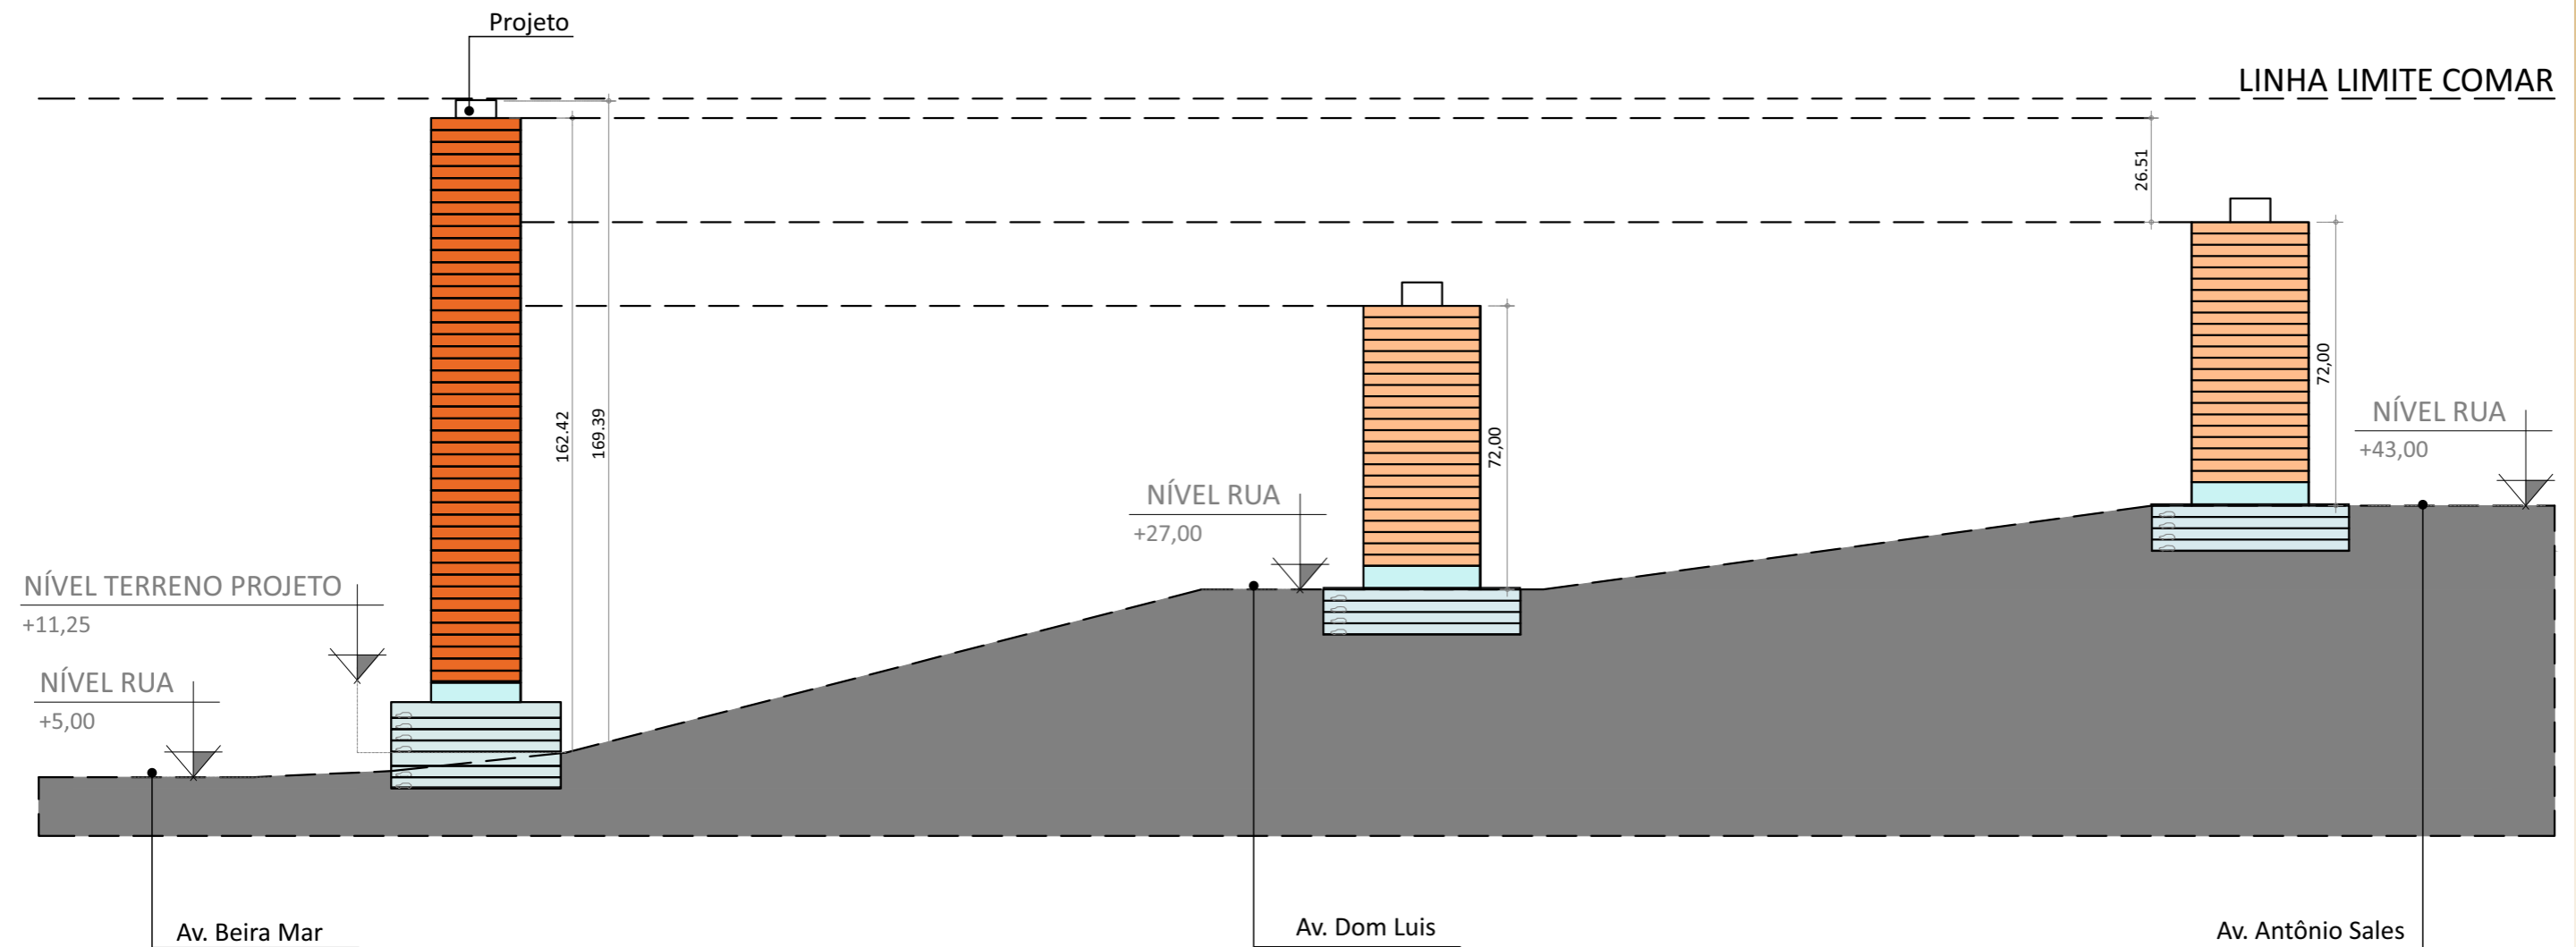 Projeto
LINHA LIMITE COMAR
26.51
162.42
169.39
72,00
72,00
NÍVEL RUA
+43,00
NÍVEL RUA
+27,00
NÍVEL TERRENO PROJETO
+11,25
NÍVEL RUA
+5,00
Av. Beira Mar
Av. Dom Luis
Av. Antônio Sales